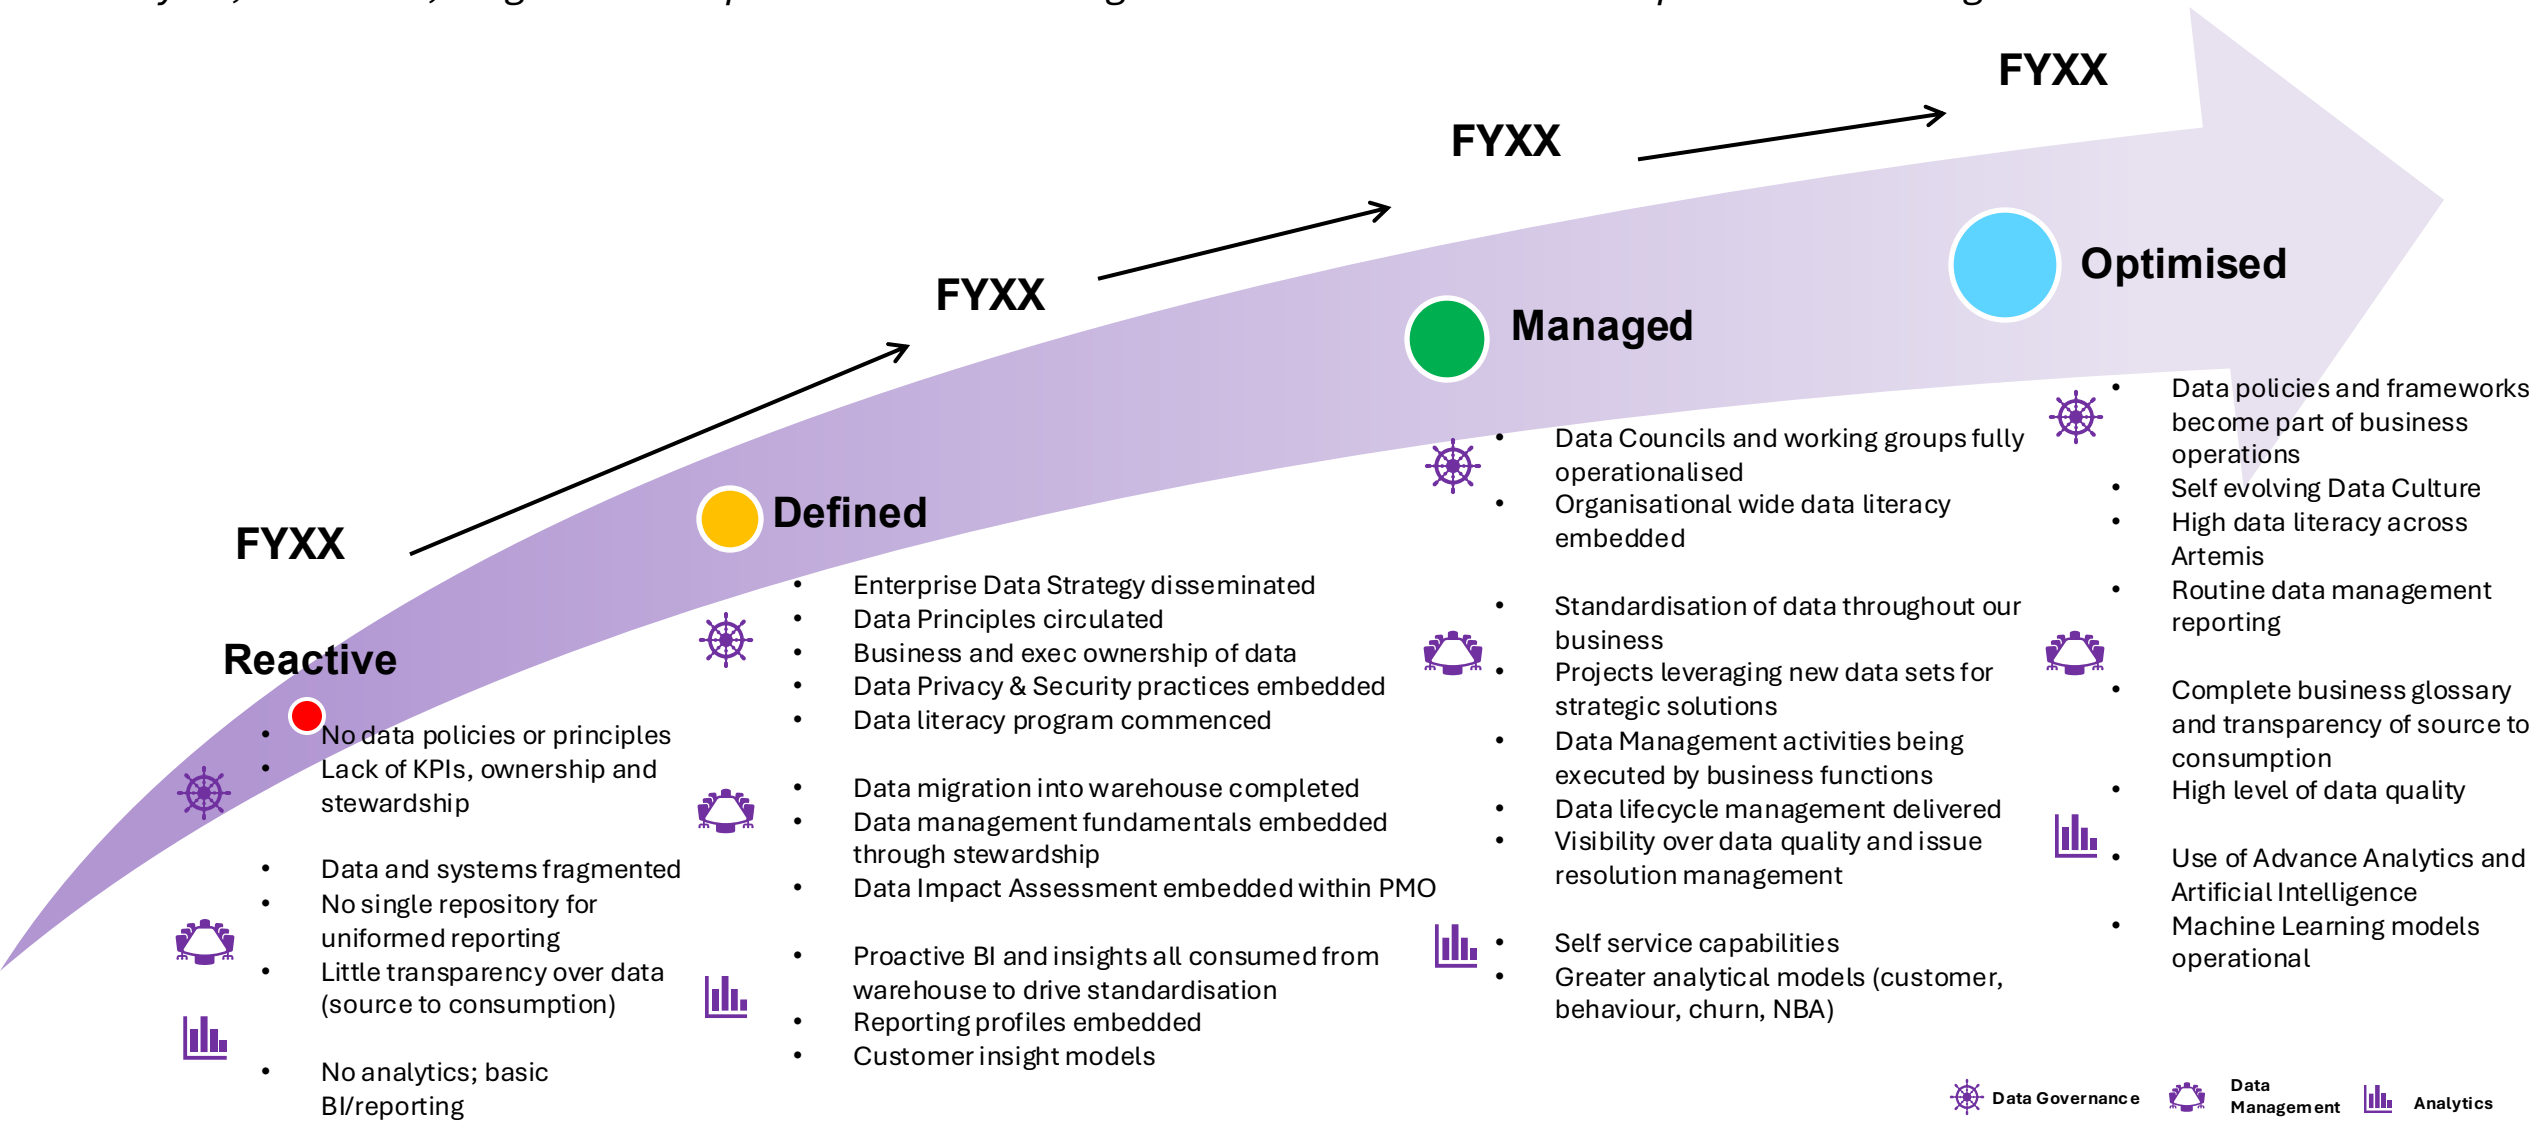 FYXX
FYXX
FYXX
FYXX
Reactive
• No data policies or principles
• Lack of KPIs, ownership and
stewardship
• Data and systems fragmented
• No single repository for
uniformed reporting
• Little transparency over data
(source to consumption)
• No analytics; basic
BI/reporting
Defined
• Enterprise Data Strategy disseminated
• Data Principles circulated
• Business and exec ownership of data
• Data Privacy & Security practices embedded
• Data literacy program commenced
• Data migration into warehouse completed
• Data management fundamentals embedded
through stewardship
• Data Impact Assessment embedded within PMO
• Proactive BI and insights all consumed from
warehouse to drive standardisation
• Reporting profiles embedded
• Customer insight models
Managed
• Data Councils and working groups fully
operationalised
• Organisational wide data literacy
embedded
• Standardisation of data throughout our
business
• Projects leveraging new data sets for
strategic solutions
• Data Management activities being
executed by business functions
• Data lifecycle management delivered
• Visibility over data quality and issue
resolution management
• Self service capabilities
• Greater analytical models (customer,
behaviour, churn, NBA)
Optimised
• Data policies and frameworks
become part of business
operations
• Self evolving Data Culture
• High data literacy across
Artemis
• Routine data management
reporting
• Complete business glossary
and transparency of source to
consumption
• High level of data quality
• Use of Advance Analytics and
Artificial Intelligence
• Machine Learning models
operational
Data Governance
Data
Management
Analytics